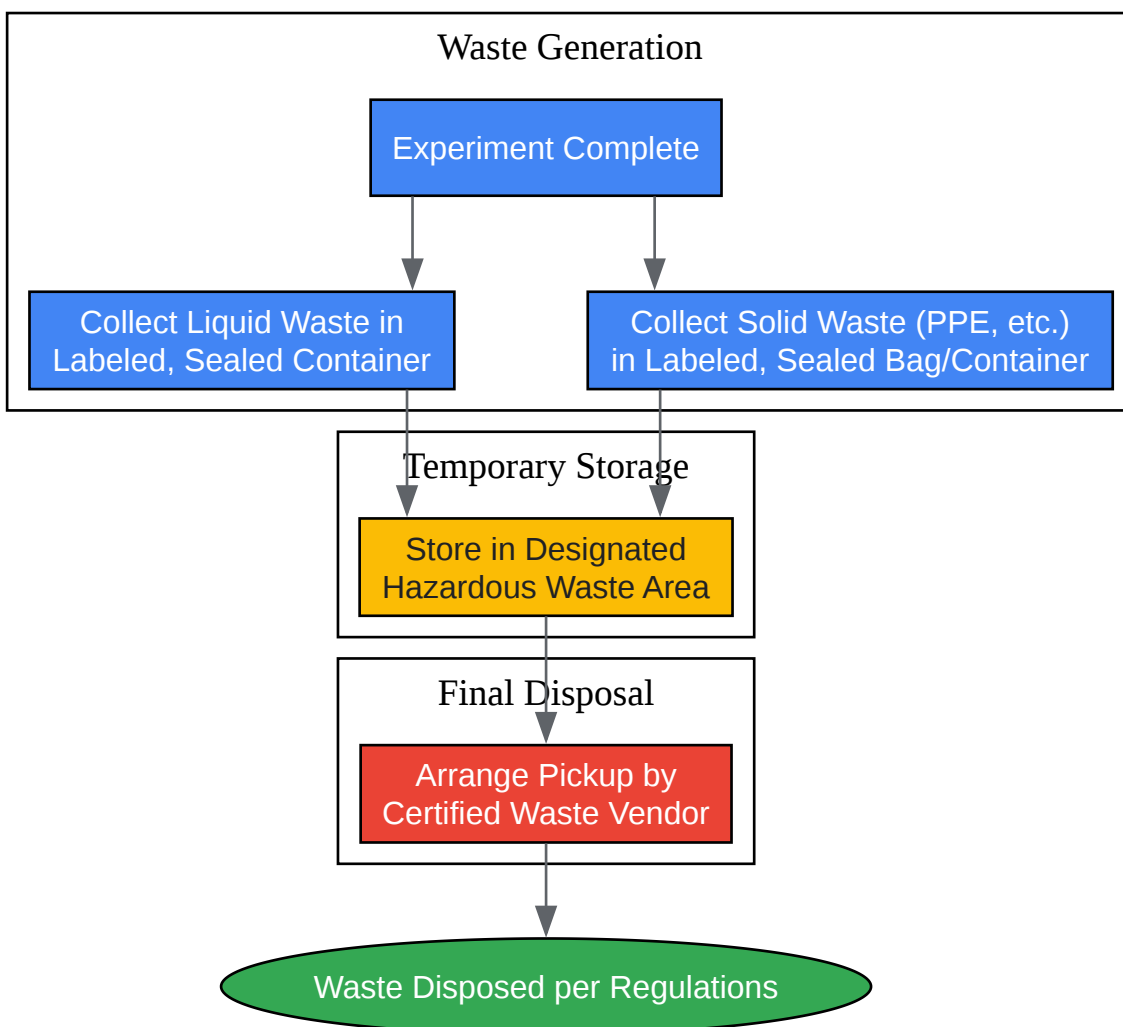 Waste Generation
Experiment Complete
Collect Liquid Waste in
Labeled, Sealed Container
Collect Solid Waste (PPE, etc.)
in Labeled, Sealed Bag/Container
Temporary Storage
Store in Designated
Hazardous Waste Area
Final Disposal
Arrange Pickup by
Certified Waste Vendor
Waste Disposed per Regulations